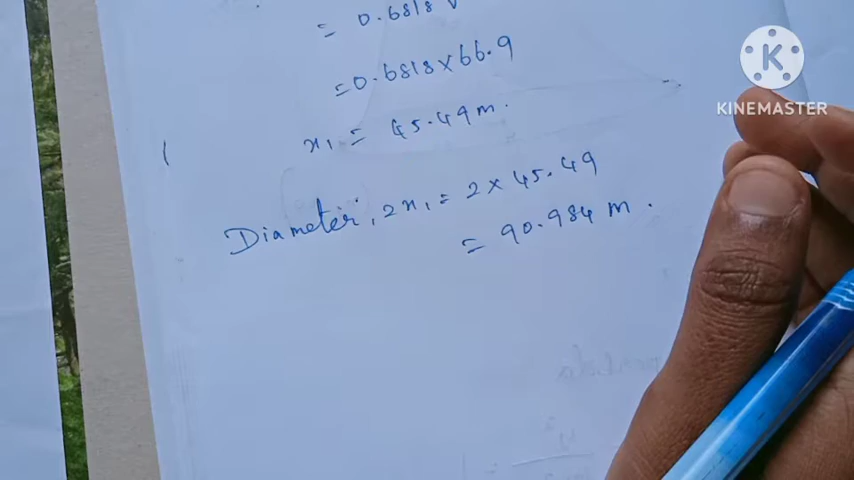 = 0.6818
= 0.6818 × 66.9
x₁ = 45.49 m.
Diameter, 2x₁ = 2 × 45.49
= 90.984 m.
K
KINEMASTER